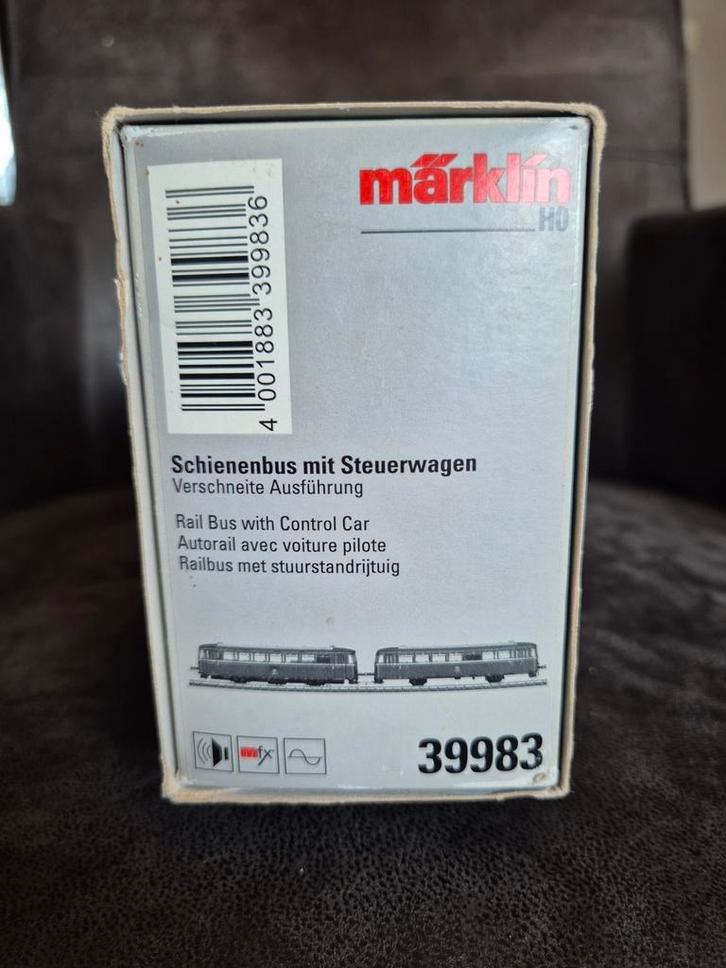 märklín
H0
4 001883 399836
Schienenbus mit Steuerwagen
Verschneite Ausführung
Rail Bus with Control Car
Autorail avec voiture pilote
Railbus met stuurstandrijtuig
mfx
39983